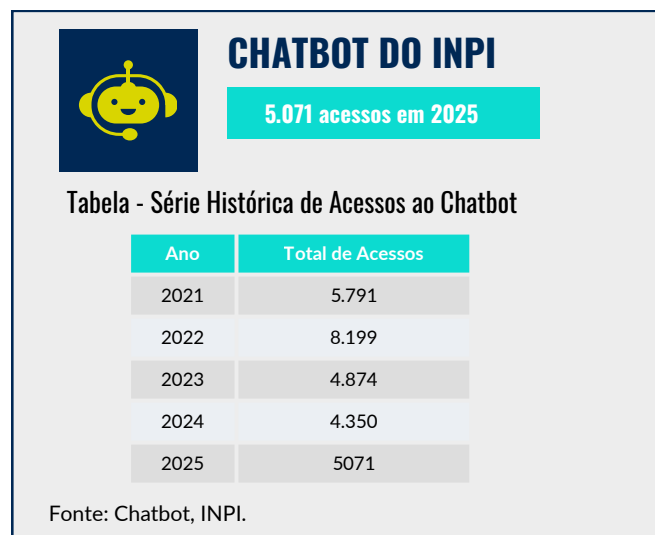 CHATBOT DO INPI
5.071 acessos em 2025
Tabela - Série Histórica de Acessos ao Chatbot
Ano Total de Acessos
2021 5.791
2022 8.199
2023 4.874
2024 4.350
2025 5071
Fonte: Chatbot, INPI.